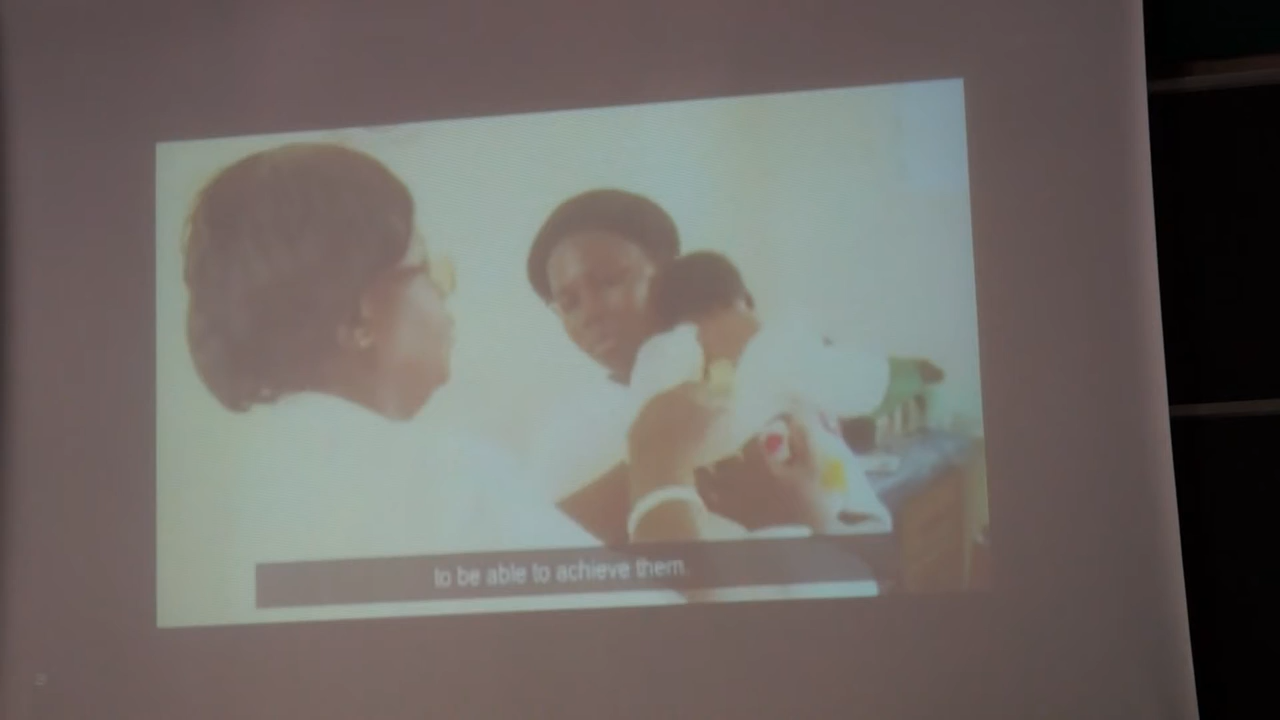 to be able to achieve them.